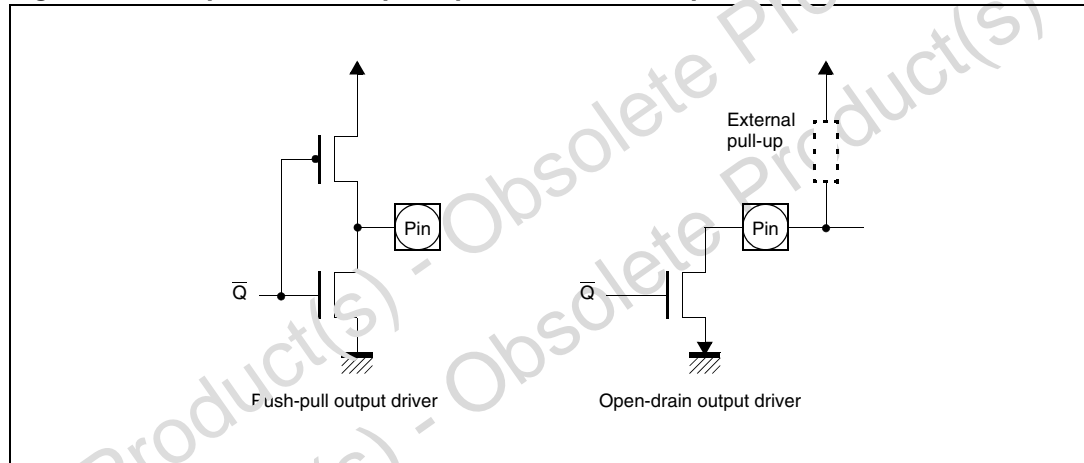 External
pull-up
Pin
Pin
Q̅
Q̅
Push-pull output driver
Open-drain output driver
Product(s) - Obsolete Product(s)
Product(s) - Obsolete